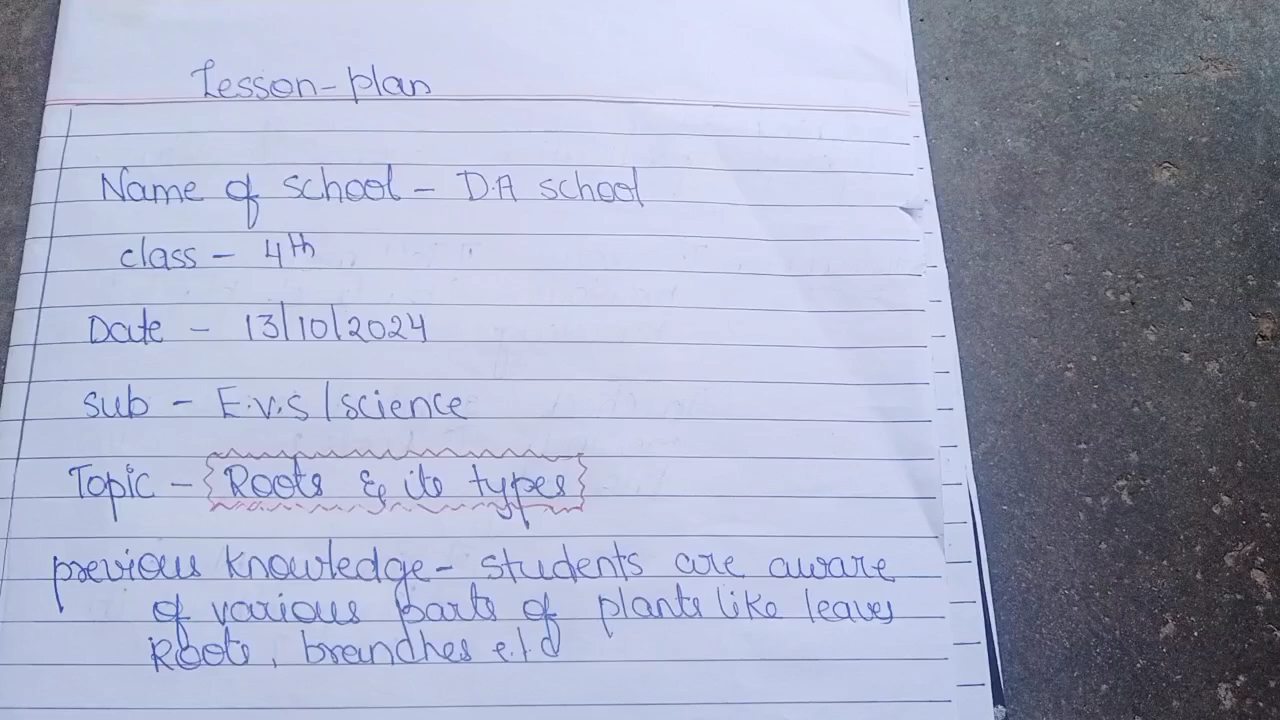 Lesson-plan
Name of school - D.A school
class - 4th
Date - 13/10/2024
sub - E.v.s/science
Topic - Roots & its types
previous knowledge - students are aware
of various parts of plants like leaves
Roots, brandhes e.t.c